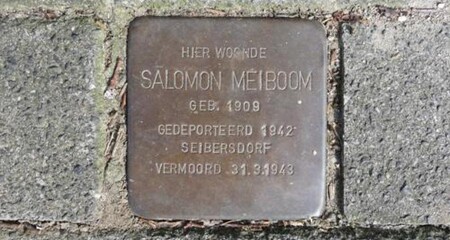 HIER WOONDE
SALOMON MEIBOOM
GEB. 1909
GEDEPORTEERD 1942
SEIBERSDORF
VERMOORD 31.3.1943